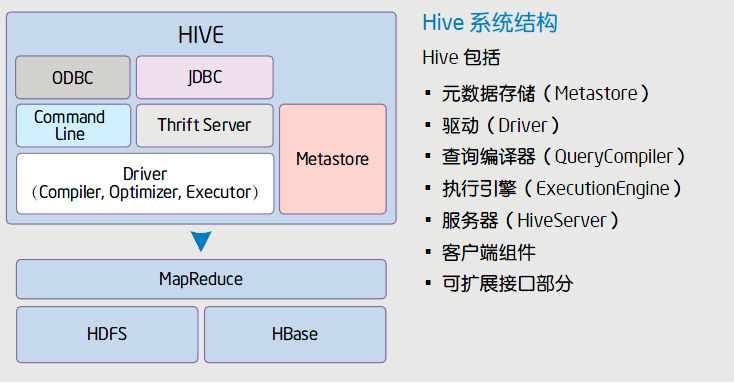 HIVE
ODBC
JDBC
Command
Line
Thrift Server
Metastore
Driver
(Compiler, Optimizer, Executor)
MapReduce
HDFS
HBase
Hive 系统结构
Hive 包括
▪ 元数据存储（Metastore）
▪ 驱动（Driver）
▪ 查询编译器（QueryCompiler）
▪ 执行引擎（ExecutionEngine）
▪ 服务器（HiveServer）
▪ 客户端组件
▪ 可扩展接口部分